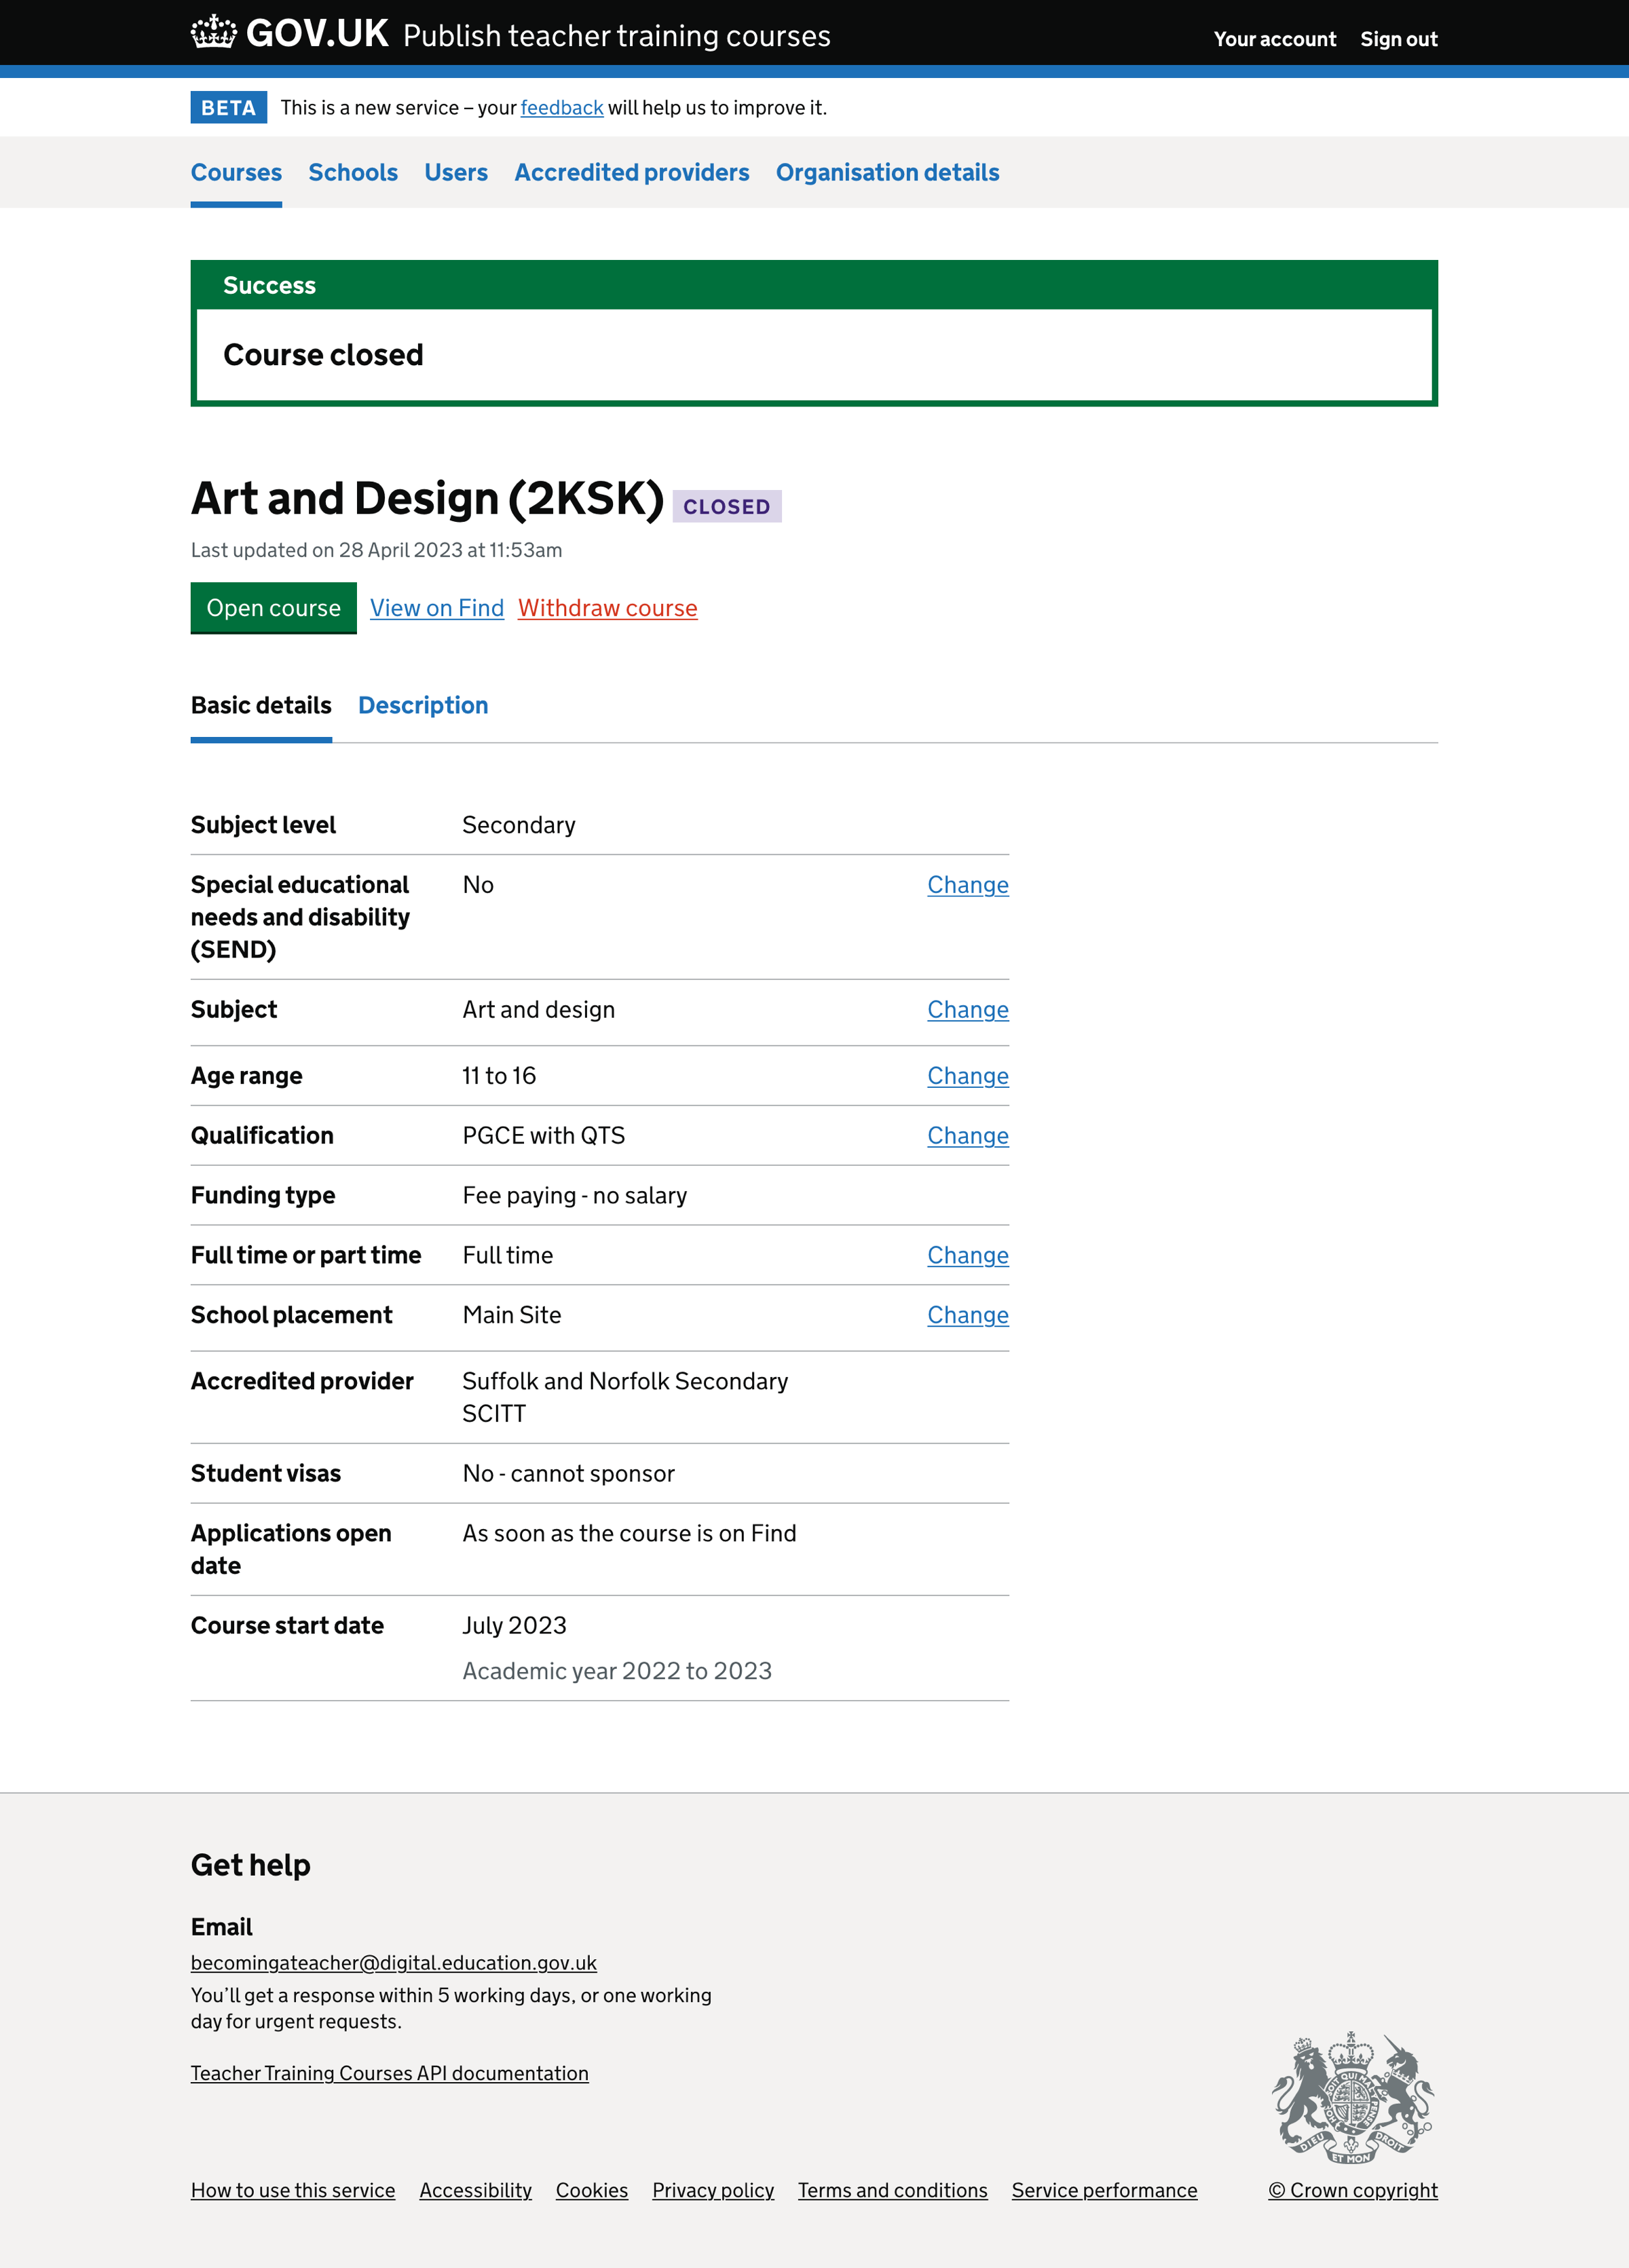 GOV.UK Publish teacher training courses Your account Sign out
BETA This is a new service – your feedback will help us to improve it.
Courses Schools Users Accredited providers Organisation details
Success
Course closed
Art and Design (2KSK) CLOSED
Last updated on 28 April 2023 at 11:53am
Open course View on Find Withdraw course
Basic details Description
Subject level Secondary
Special educational No Change
needs and disability
(SEND)
Subject Art and design Change
Age range 11 to 16 Change
Qualification PGCE with QTS Change
Funding type Fee paying - no salary
Full time or part time Full time Change
School placement Main Site Change
Accredited provider Suffolk and Norfolk Secondary
SCITT
Student visas No - cannot sponsor
Applications open As soon as the course is on Find
date
Course start date July 2023
Academic year 2022 to 2023
Get help
Email
becomingateacher@digital.education.gov.uk
You’ll get a response within 5 working days, or one working
day for urgent requests.
Teacher Training Courses API documentation
DIEU ET MON DROIT
How to use this service Accessibility Cookies Privacy policy Terms and conditions Service performance © Crown copyright